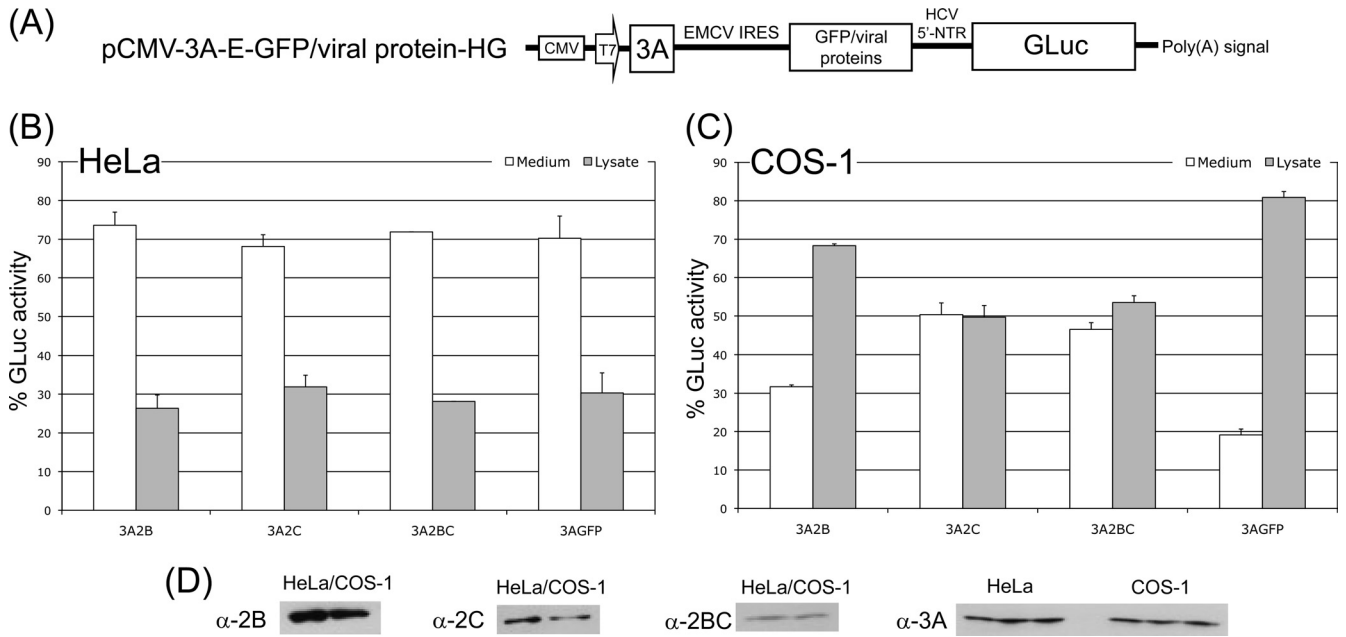 (A)
pCMV-3A-E-GFP/viral protein-HG
CMV
T7
3A
EMCV IRES
GFP/viral
proteins
HCV
5'-NTR
GLuc
Poly(A) signal
(B)
HeLa
Medium
Lysate
% GLuc activity
90
80
70
60
50
40
30
20
10
0
3A2B
3A2C
3A2BC
3AGFP
(C)
COS-1
Medium
Lysate
% GLuc activity
90
80
70
60
50
40
30
20
10
0
3A2B
3A2C
3A2BC
3AGFP
(D)
HeLa/COS-1
α-2B
HeLa/COS-1
α-2C
HeLa/COS-1
α-2BC
HeLa
COS-1
α-3A